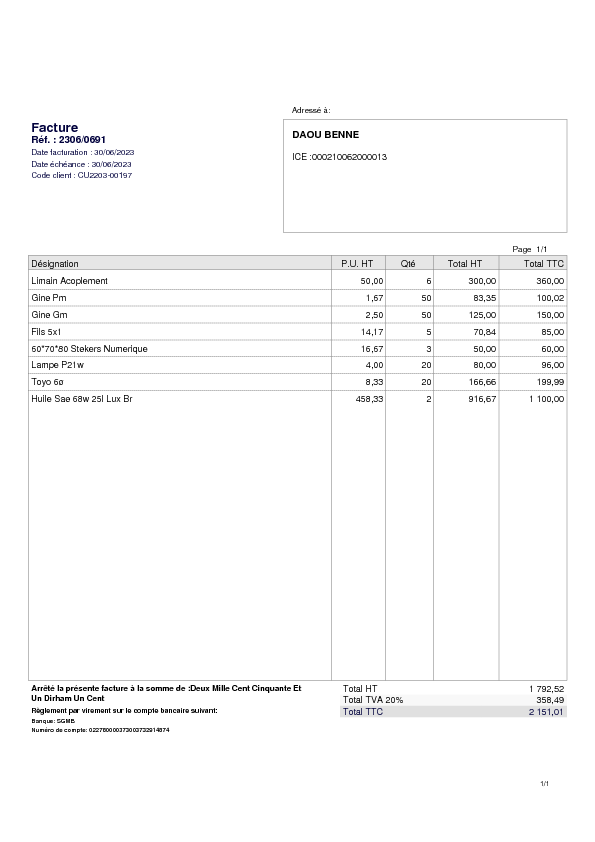 Adressé à:
Facture
Réf. : 2306/0691
Date facturation : 30/06/2023
Date échéance : 30/06/2023
Code client : CU2203-00197
DAOU BENNE
ICE :000210062000013
Page 1/1
Désignation P.U. HT Qté Total HT Total TTC
Limain Acoplement 50,00 6 300,00 360,00
Gine Pm 1,67 50 83,35 100,02
Gine Gm 2,50 50 125,00 150,00
Fils 5x1 14,17 5 70,84 85,00
60*70*80 Stekers Numerique 16,67 3 50,00 60,00
Lampe P21w 4,00 20 80,00 96,00
Toyo 6ø 8,33 20 166,66 199,99
Huile Sae 68w 25l Lux Br 458,33 2 916,67 1 100,00
Arrêté la présente facture à la somme de :Deux Mille Cent Cinquante Et
Un Dirham Un Cent
Règlement par virement sur le compte bancaire suivant:
Banque: SGMB
Total HT 1 792,52
Total TVA 20% 358,49
Total TTC 2 151,01
Numéro de compte: 0227800003730003732914874
1/1